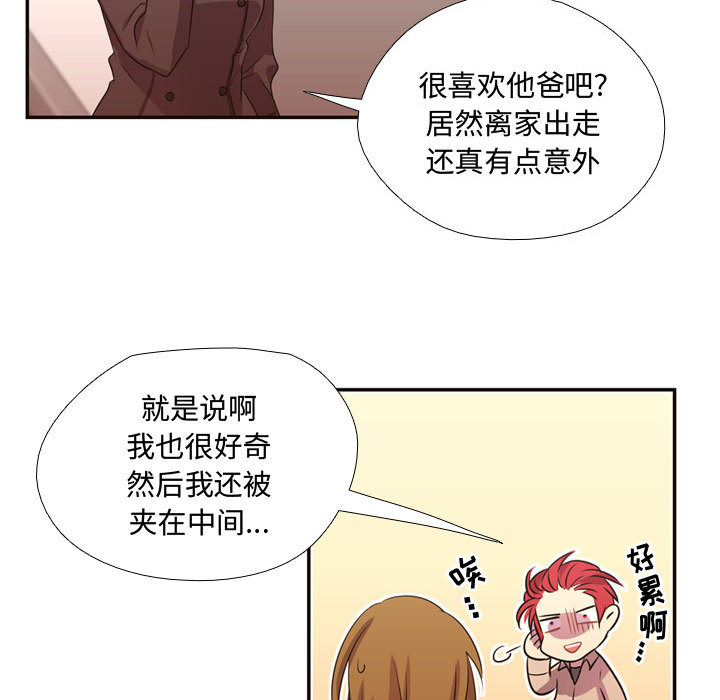 很喜欢他爸吧?
居然离家出走
还真有点意外
就是说啊
我也很好奇
然后我还被
夹在中间...
唉...
好累啊...